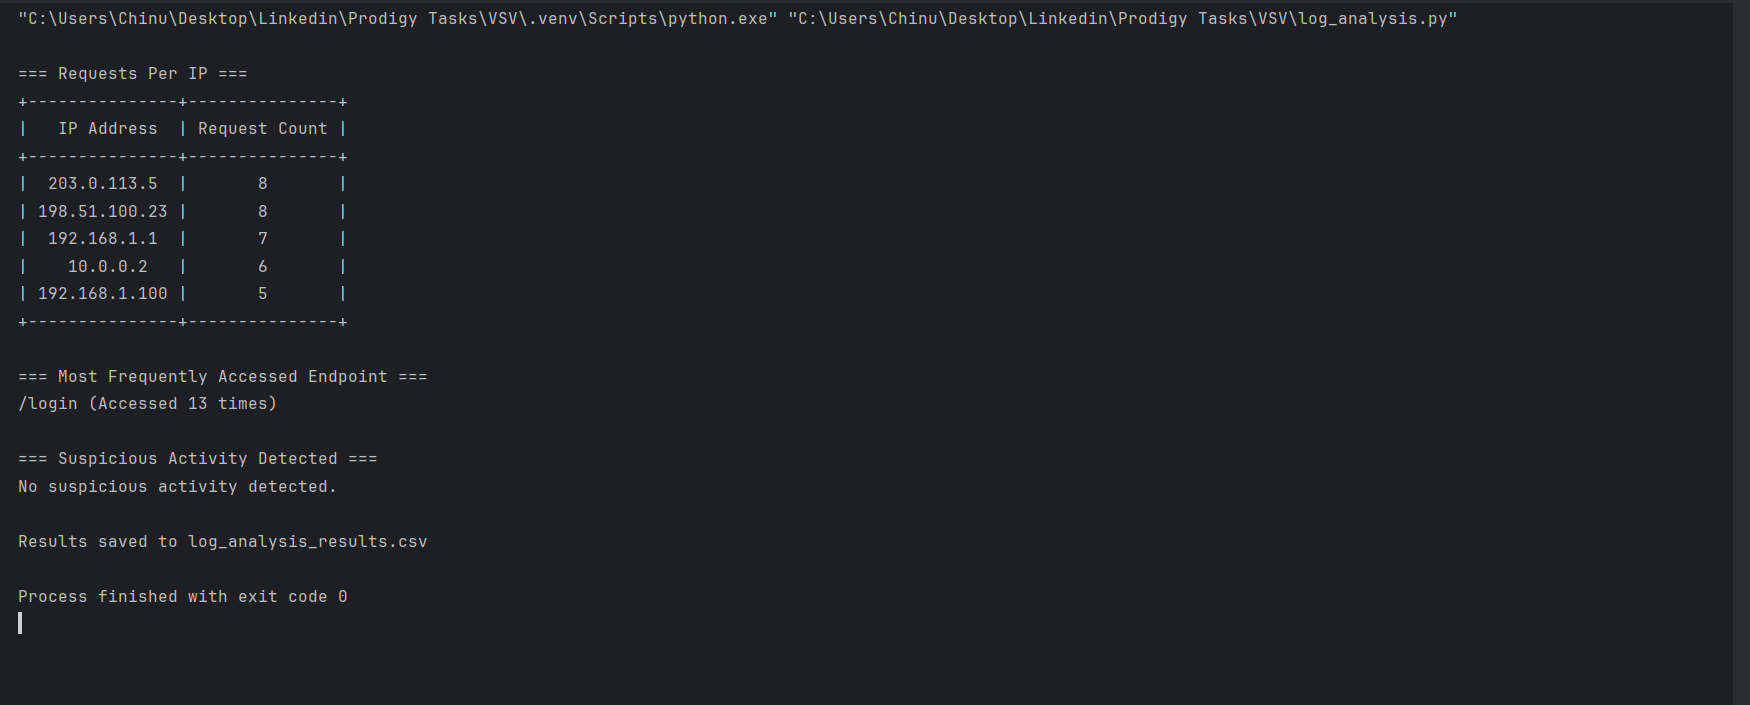 "C:\Users\Chinu\Desktop\Linkedin\Prodigy Tasks\VSV\.venv\Scripts\python.exe" "C:\Users\Chinu\Desktop\Linkedin\Prodigy Tasks\VSV\log_analysis.py"

=== Requests Per IP ===
+---------------+---------------+
|   IP Address  | Request Count |
+---------------+---------------+
|  203.0.113.5  |       8       |
| 198.51.100.23 |       8       |
|  192.168.1.1  |       7       |
|    10.0.0.2   |       6       |
| 192.168.1.100 |       5       |
+---------------+---------------+

=== Most Frequently Accessed Endpoint ===
/login (Accessed 13 times)

=== Suspicious Activity Detected ===
No suspicious activity detected.

Results saved to log_analysis_results.csv

Process finished with exit code 0